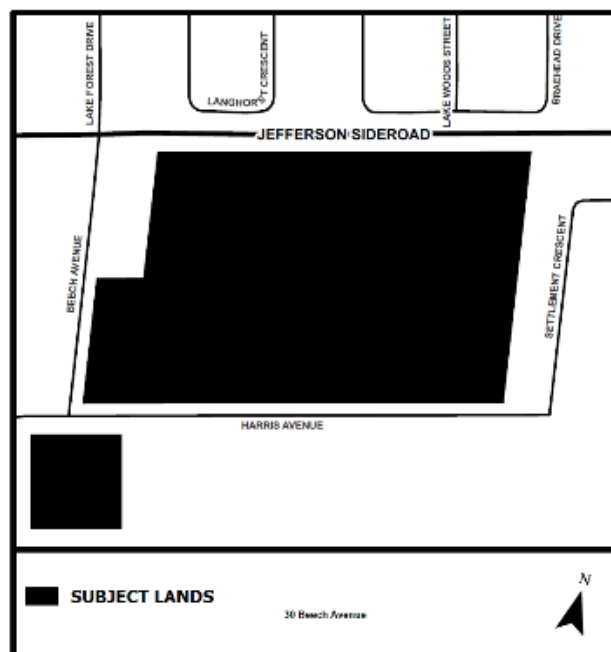 LAKE FOREST DRIVE
LANGHOR T CRESCENT
LAKE WOODS STREET
BRAEHEAD DRIVE
JEFFERSON SIDEROAD
BEECH AVENUE
SETTLEMENT CRESCENT
HARRIS AVENUE
SUBJECT LANDS
30 Beech Avenue
N